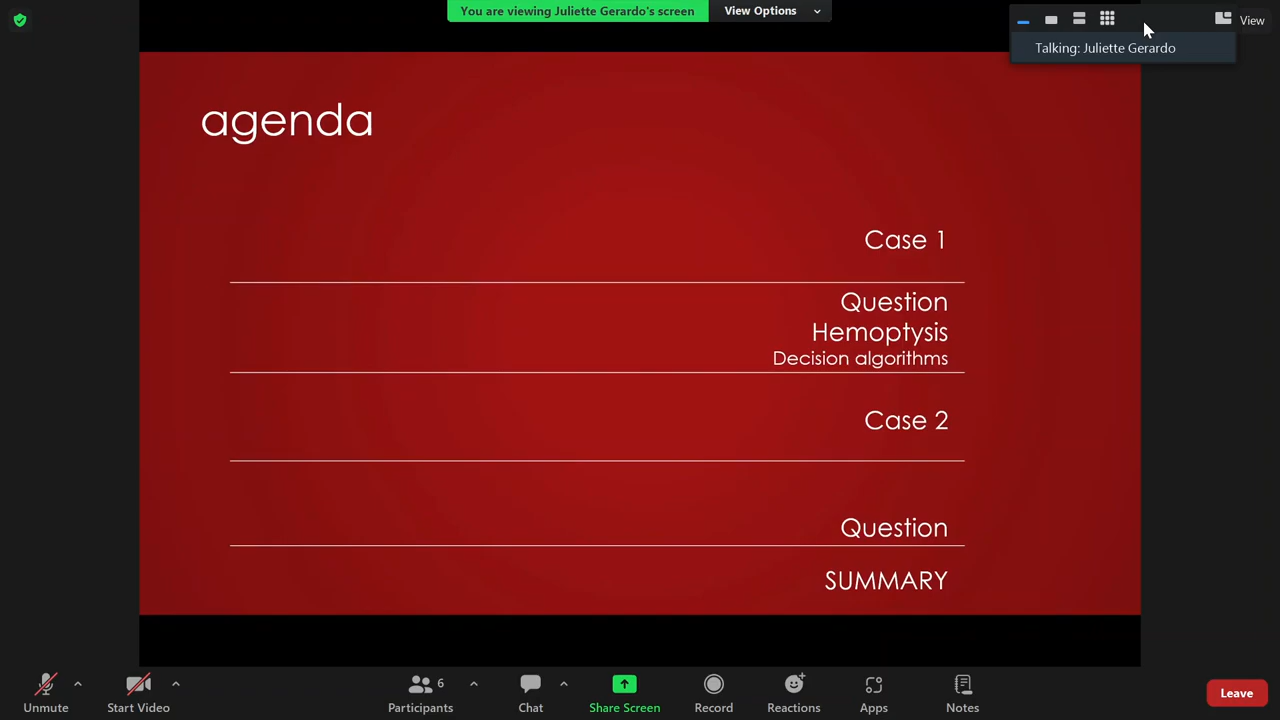 You are viewing Juliette Gerardo's screen
View Options
View
Talking: Juliette Gerardo
agenda
Case 1
Question
Hemoptysis
Decision algorithms
Case 2
Question
SUMMARY
6
Unmute
Start Video
Participants
Chat
Share Screen
Record
Reactions
Apps
Notes
Leave